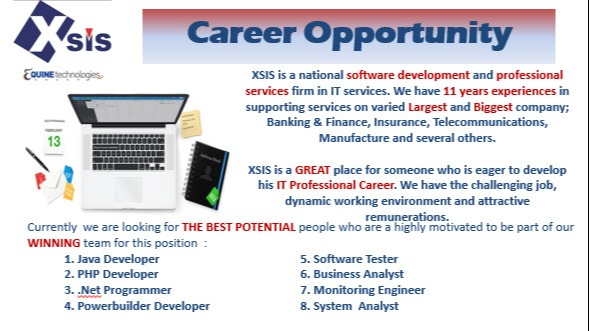 Xsis
EQUINE technologies
Career Opportunity
XSIS is a national software development and professional
services firm in IT services. We have 11 years experiences in
supporting services on varied Largest and Biggest company;
Banking & Finance, Insurance, Telecommunications,
Manufacture and several others.
XSIS is a GREAT place for someone who is eager to develop
his IT Professional Career. We have the challenging job,
dynamic working environment and attractive
remunerations.
FEBRUARY
13
Address Book
Currently we are looking for THE BEST POTENTIAL people who are a highly motivated to be part of our
WINNING team for this position :
1. Java Developer
2. PHP Developer
3. .Net Programmer
4. Powerbuilder Developer
5. Software Tester
6. Business Analyst
7. Monitoring Engineer
8. System Analyst